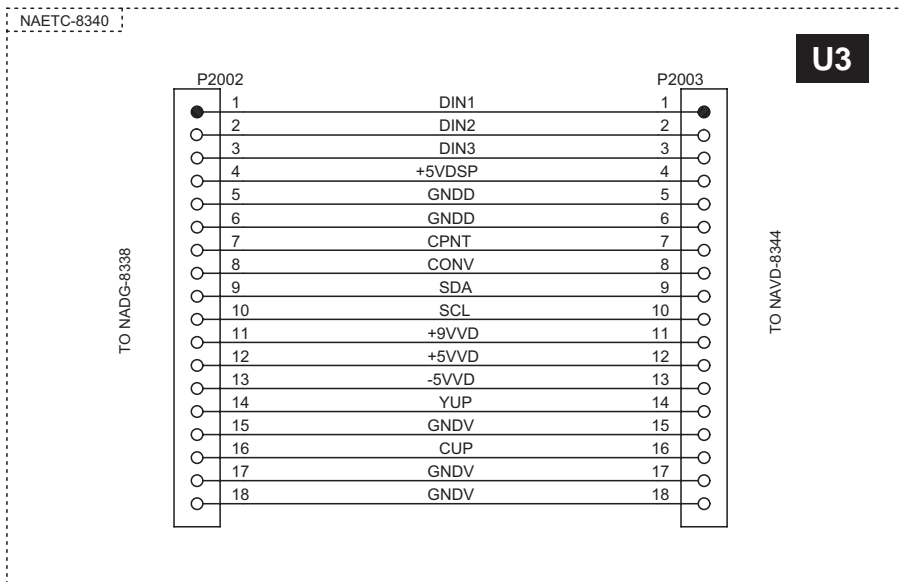 NAETC-8340
U3
P2002 P2003
1 DIN1 1
2 DIN2 2
3 DIN3 3
4 +5VDSP 4
5 GNDD 5
6 GNDD 6
7 CPNT 7
8 CONV 8
9 SDA 9
10 SCL 10
11 +9VVD 11
12 +5VVD 12
13 -5VVD 13
14 YUP 14
15 GNDV 15
16 CUP 16
17 GNDV 17
18 GNDV 18
TO NADG-8338
TO NAVD-8344